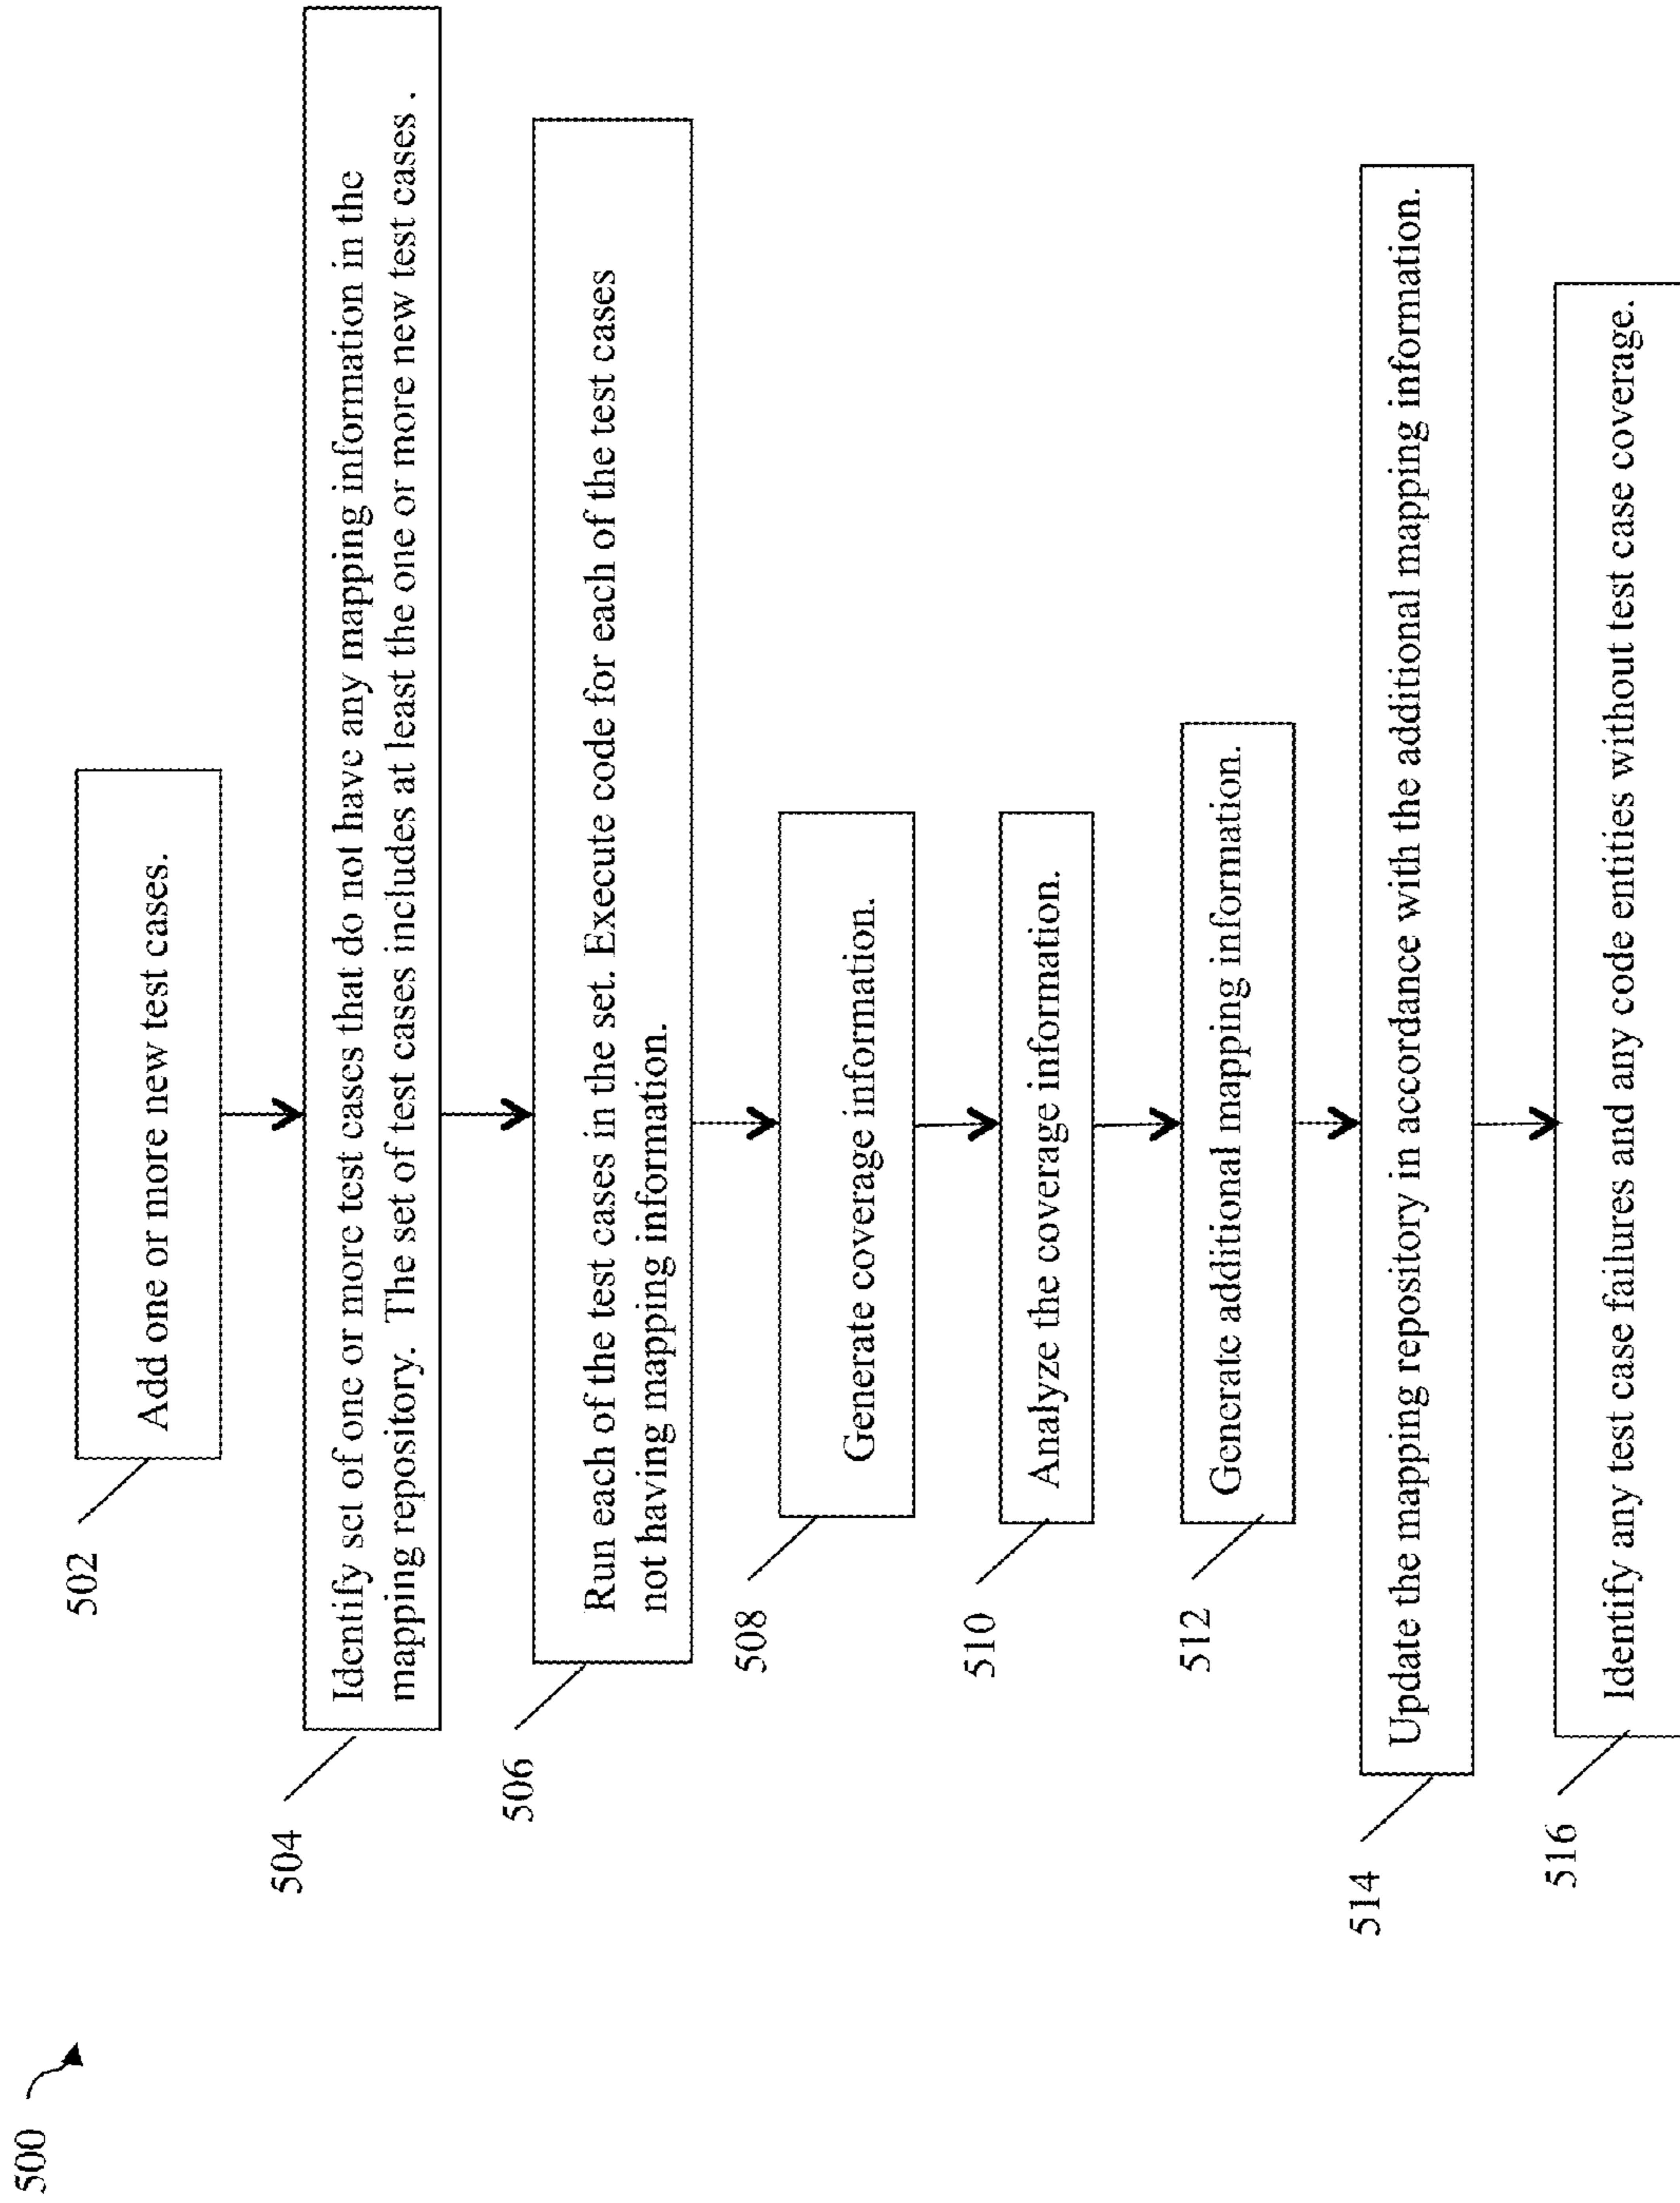 500
502
Add one or more new test cases.
504
Identify set of one or more test cases that do not have any mapping information in the
mapping repository. The set of test cases includes at least the one or more new test cases .
506
Run each of the test cases in the set. Execute code for each of the test cases
not having mapping information.
508
Generate coverage information.
510
Analyze the coverage information.
512
Generate additional mapping information.
514
Update the mapping repository in accordance with the additional mapping information.
516
Identify any test case failures and any code entities without test case coverage.